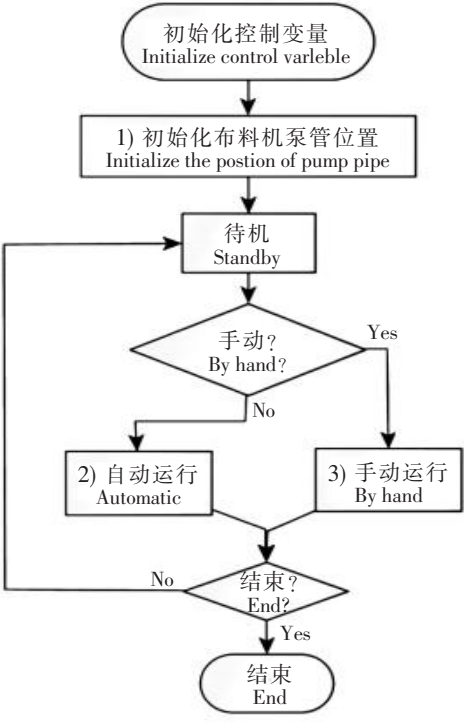 初始化控制变量
Initialize control varleble
1) 初始化布料机泵管位置
Initialize the postion of pump pipe
待机
Standby
手动?
By hand?
Yes
No
2) 自动运行
Automatic
3) 手动运行
By hand
No
结束?
End?
Yes
结束
End